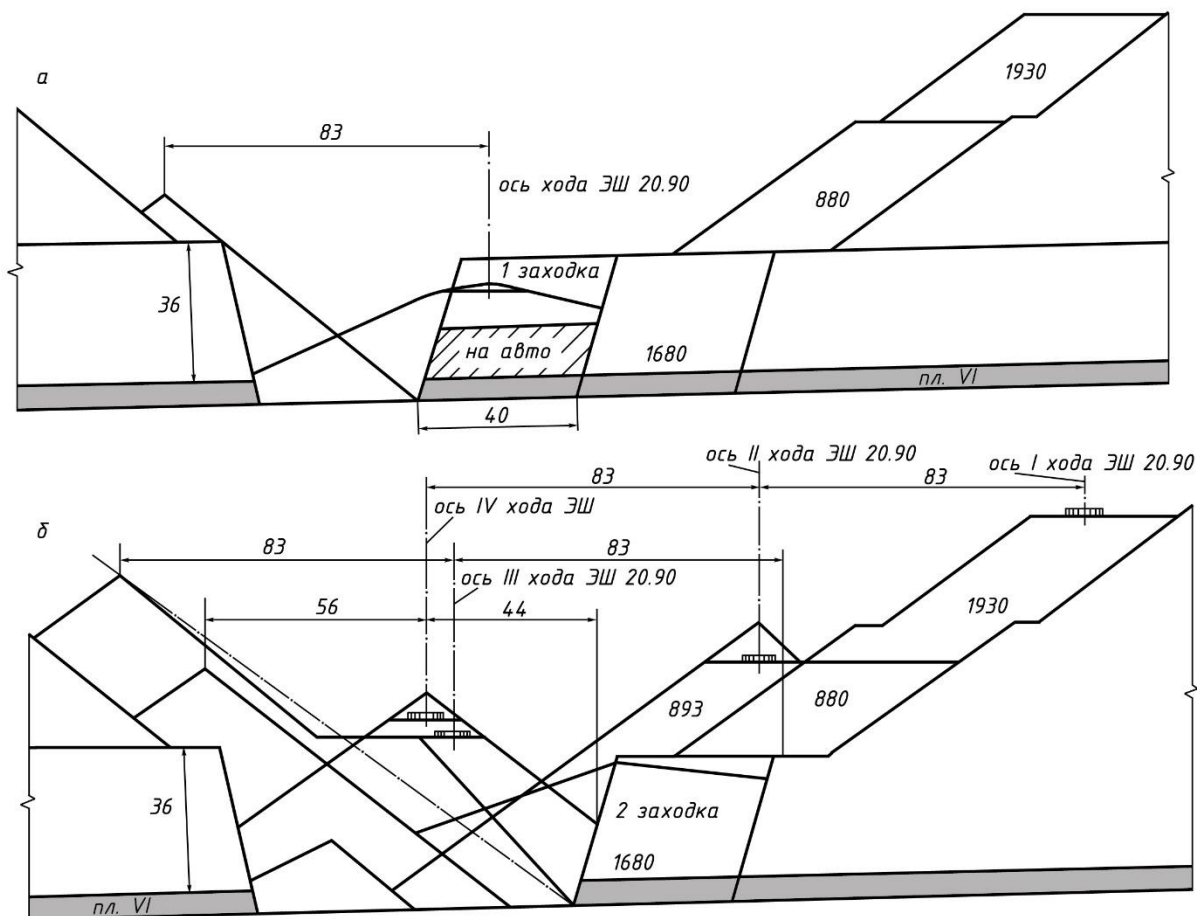 а
1930
83
ось хода ЭШ 20.90
880
1 заходка
36
на авто
1680
пл. VI
40
83
ось II хода ЭШ 20.90
83
ось I хода ЭШ 20.90
ось IV хода ЭШ
б
83
83
ось III хода ЭШ 20.90
56
44
1930
893
880
36
2 заходка
1680
пл. VI